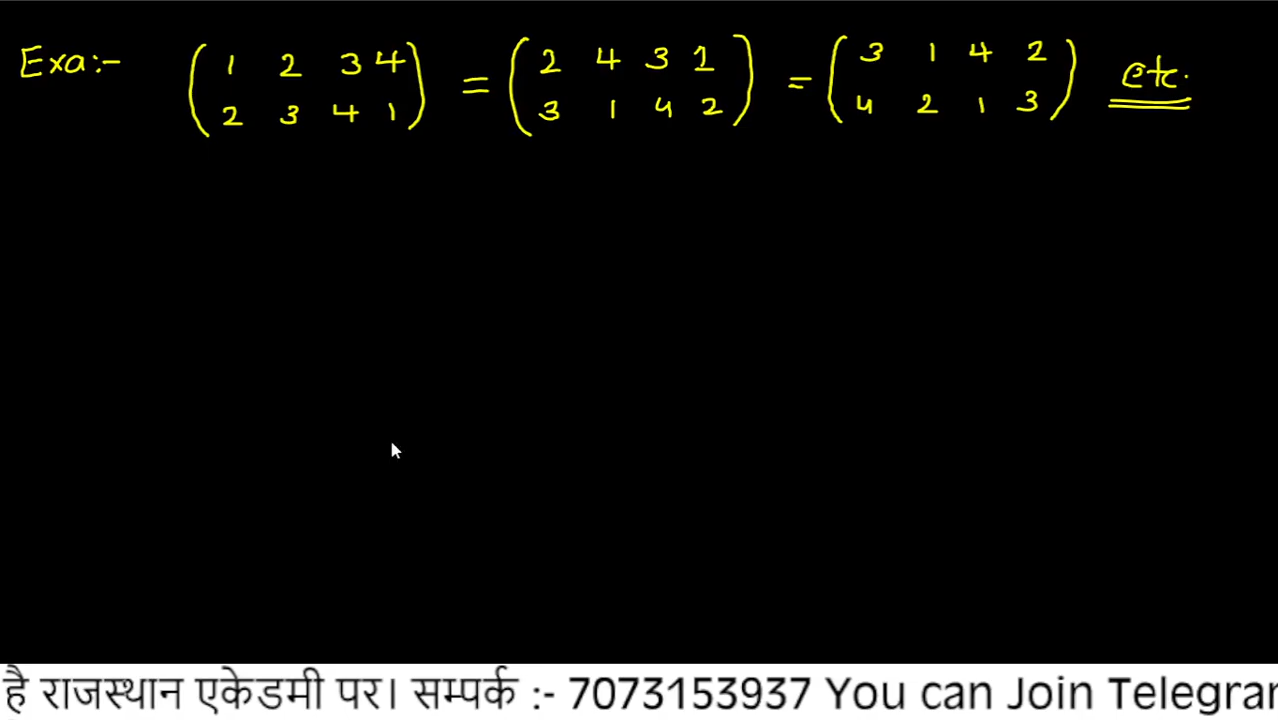 Exa:- ( 1 2 3 4 ) = ( 2 4 3 1 ) = ( 3 1 4 2 ) etc.
( 2 3 4 1 ) ( 3 1 4 2 ) ( 4 2 1 3 )
है राजस्थान एकेडमी पर। सम्पर्क :- 7073153937 You can Join Telegram